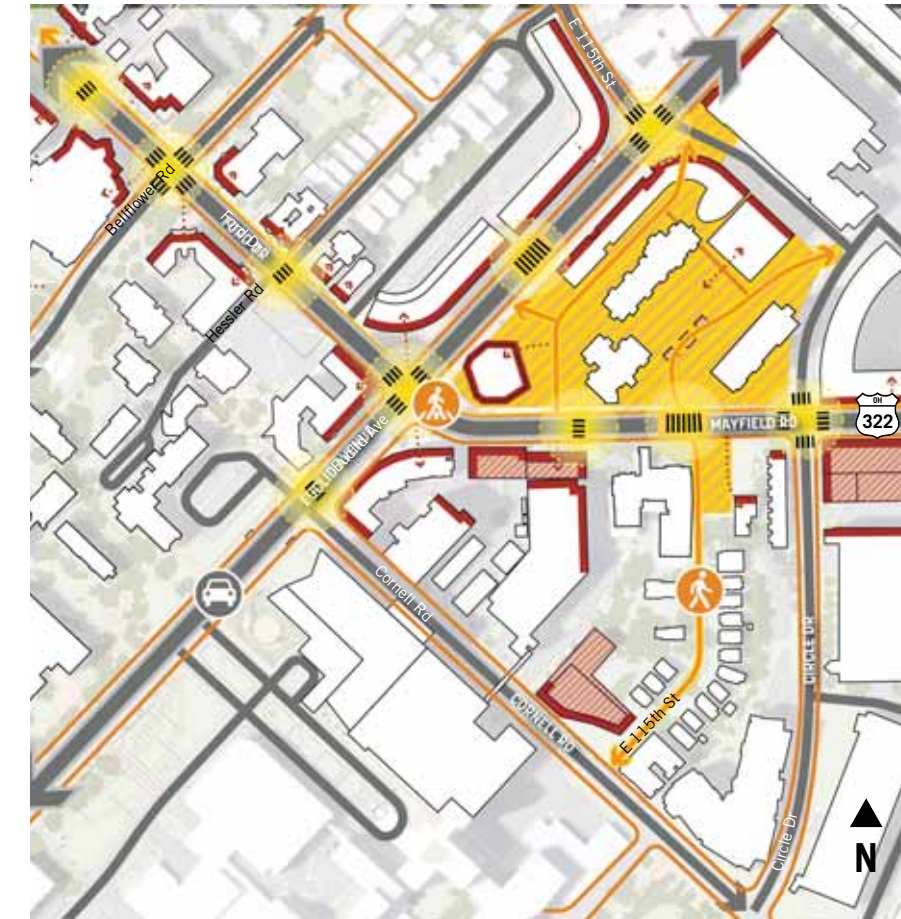 E 115th St
Bellflower Rd
Ford Dr
Hessler Rd
OH
322
MAYFIELD RD
Euclid Ave
Cornell Rd
CIRCLE DR
CORNELL RD
E 115th St
Circle Dr
N